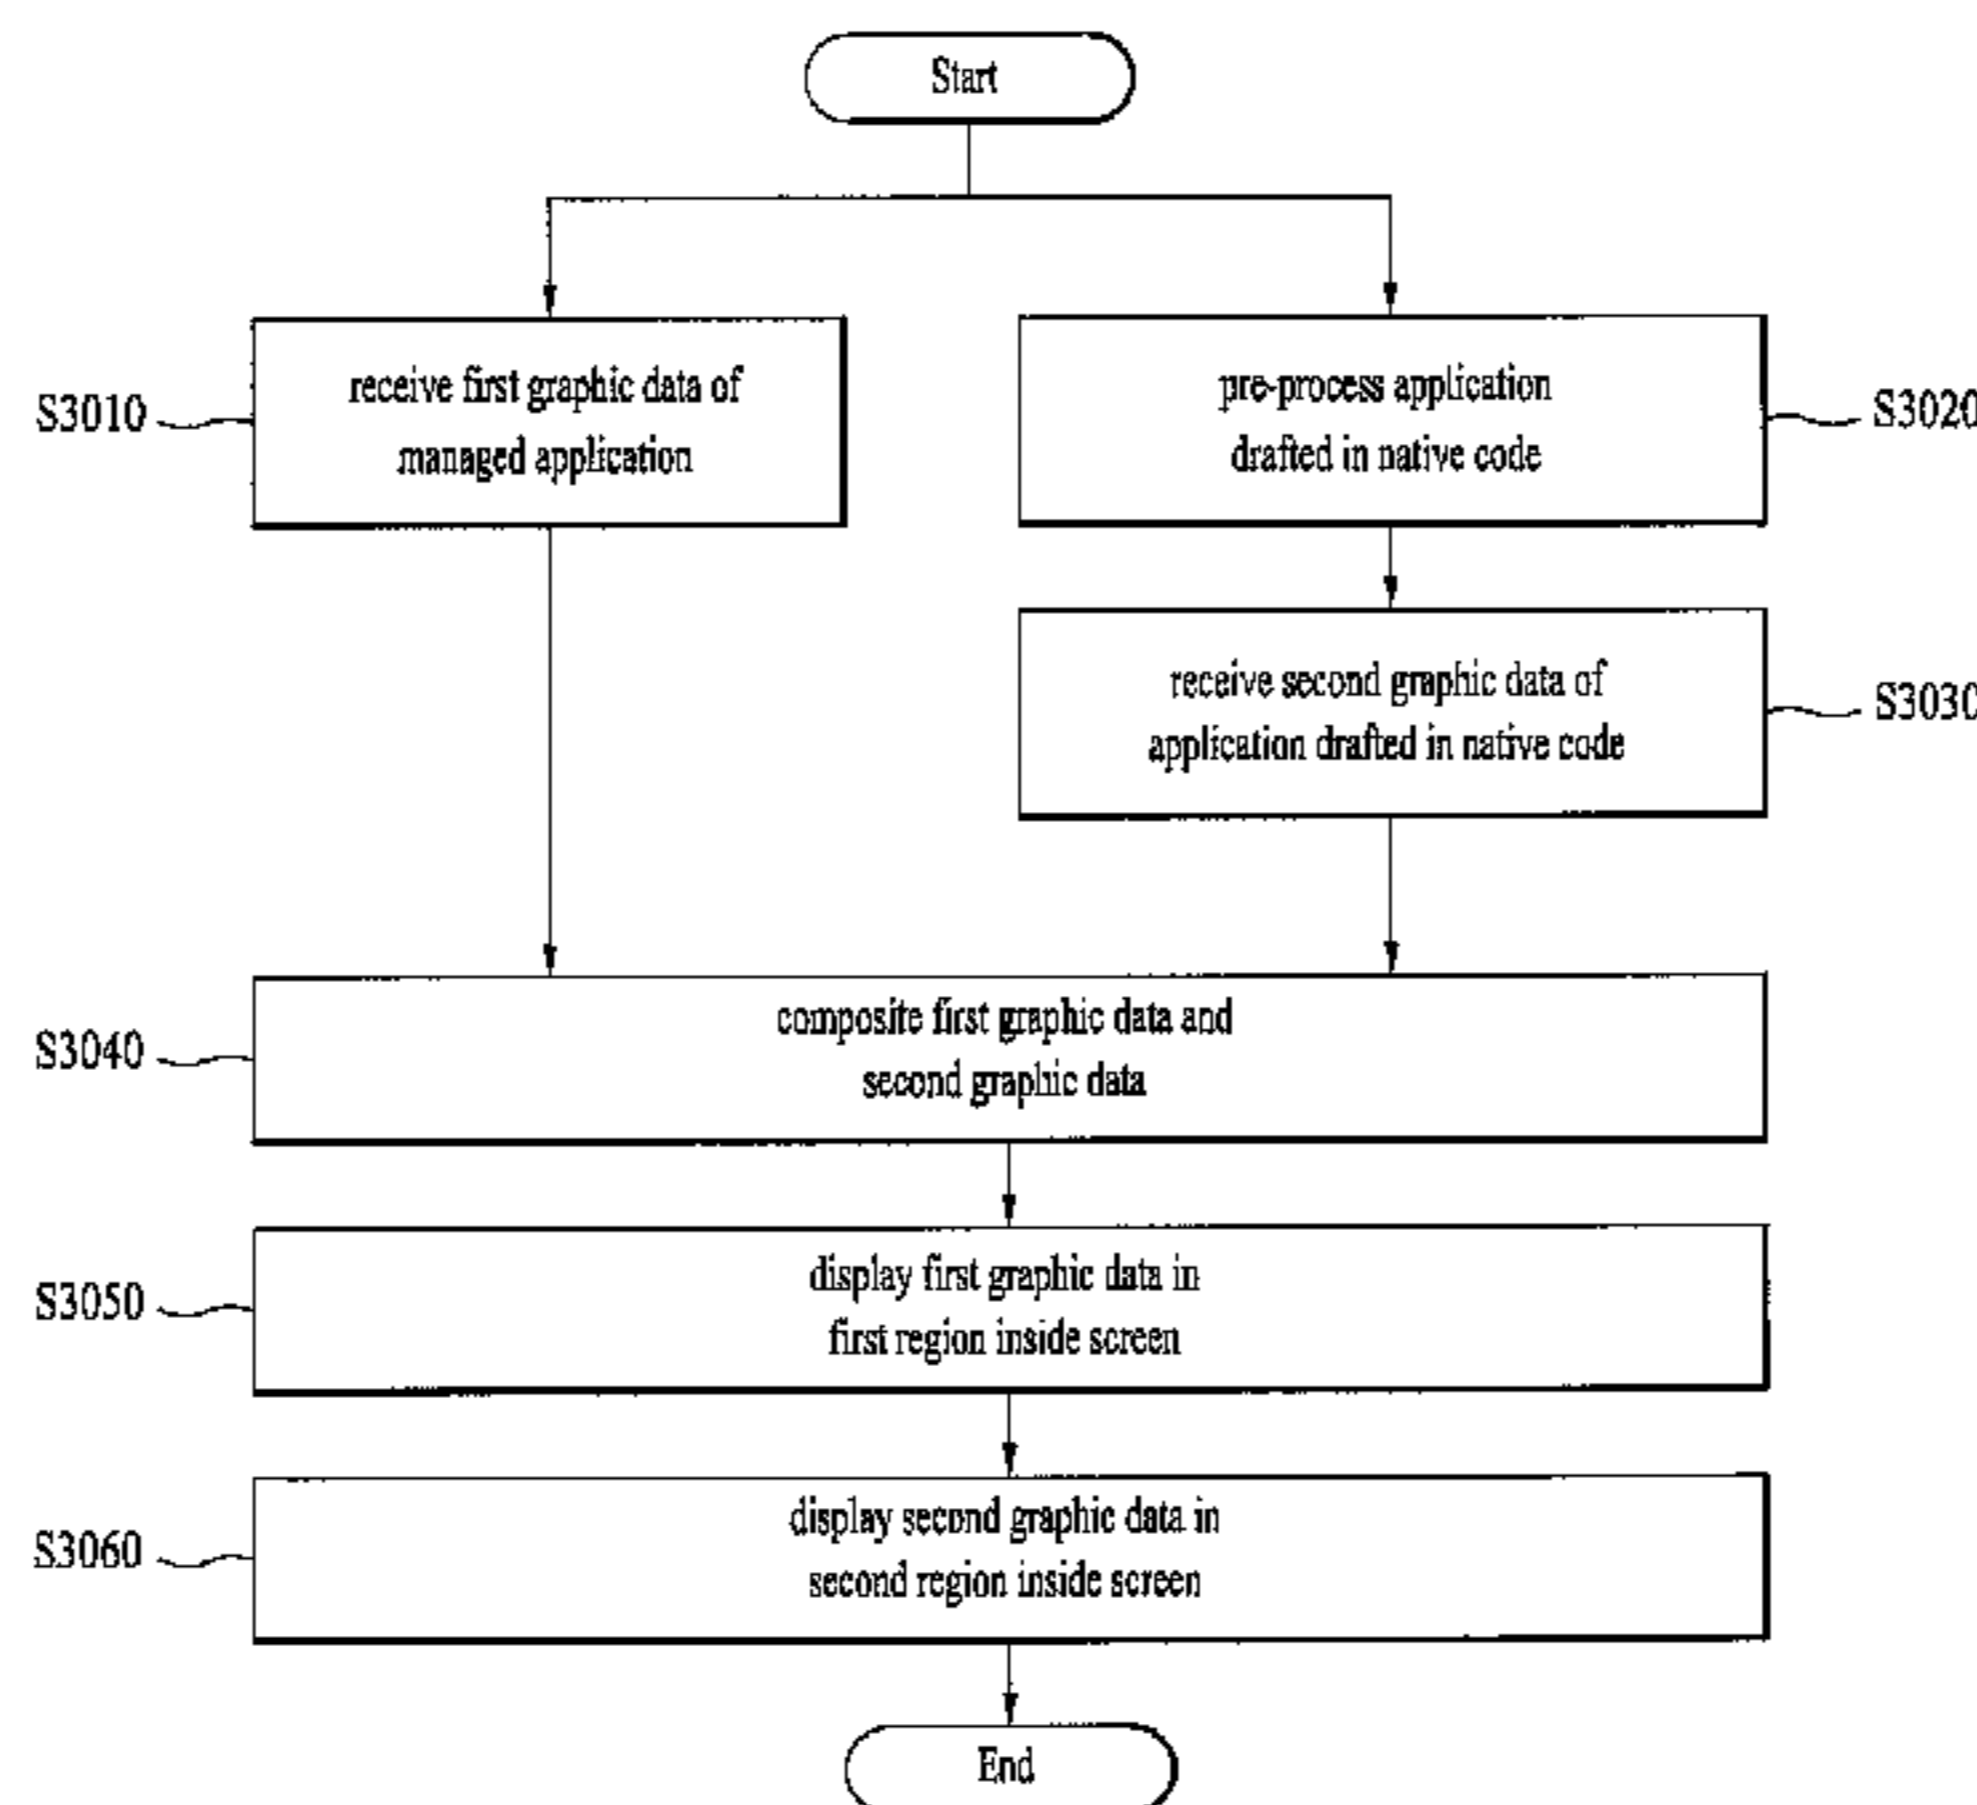 Start
S3010
receive first graphic data of
managed application
pre-process application
drafted in native code
S3020
receive second graphic data of
application drafted in native code
S3030
S3040
composite first graphic data and
second graphic data
S3050
display first graphic data in
first region inside screen
S3060
display second graphic data in
second region inside screen
End